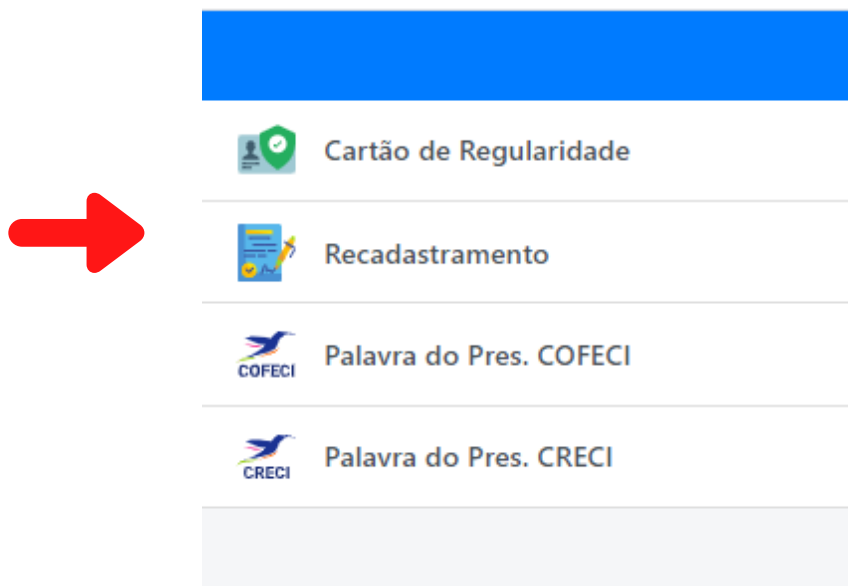 Cartão de Regularidade
Recadastramento
COFECI
Palavra do Pres. COFECI
CRECI
Palavra do Pres. CRECI